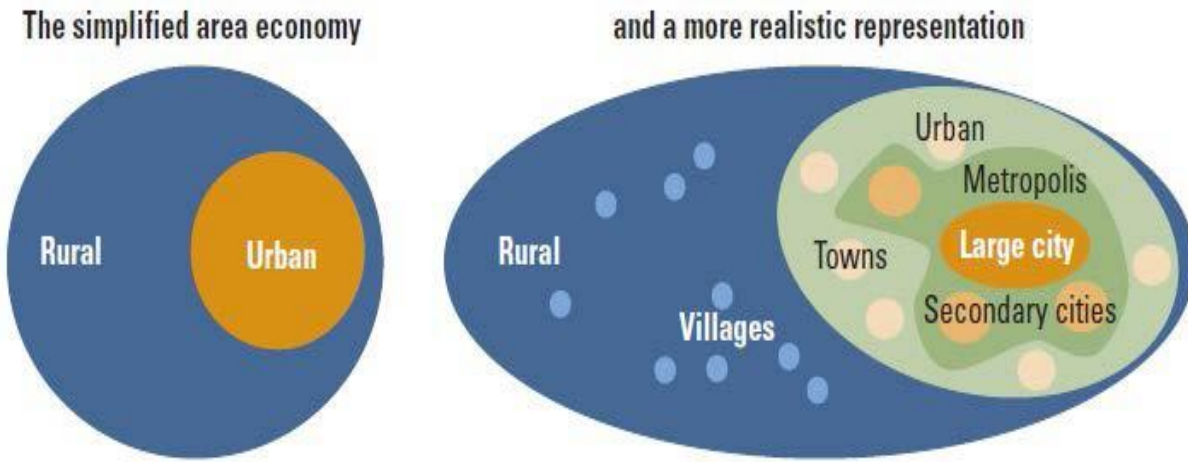 The simplified area economy
and a more realistic representation
Rural
Urban
Rural
Villages
Urban
Metropolis
Large city
Towns
Secondary cities